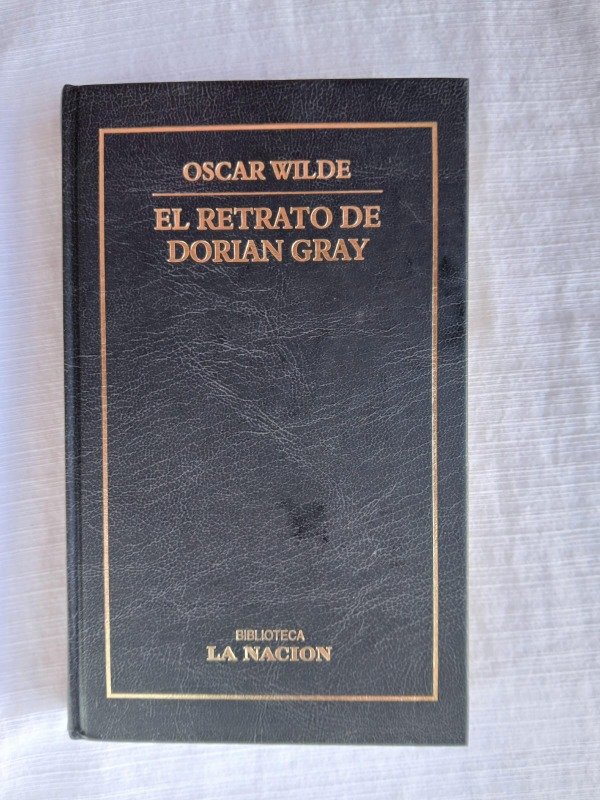 OSCAR WILDE
EL RETRATO DE
DORIAN GRAY
BIBLIOTECA
LA NACION